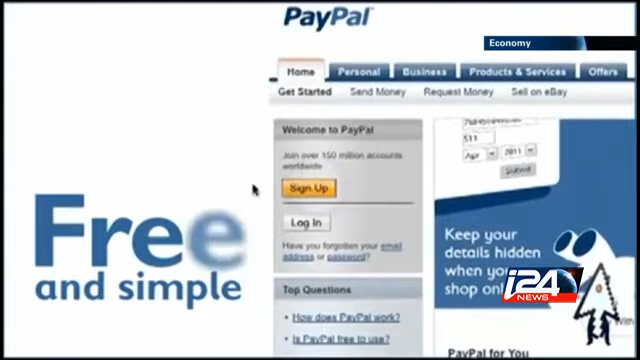 PayPal
Economy
Home
Personal
Business
Products & Services
Offers
Get Started
Send Money
Request Money
Sell on eBay
Welcome to PayPal
Join over 150 million accounts
worldwide
Sign Up
Log In
Have you forgotten your email
address or password?
Top Questions
How does PayPal work?
Is PayPal free to use?
511
Apr
2011
Submit
Keep your
details hidden
when you
shop onl
PayPal for You
Free
and simple
i24
NEWS